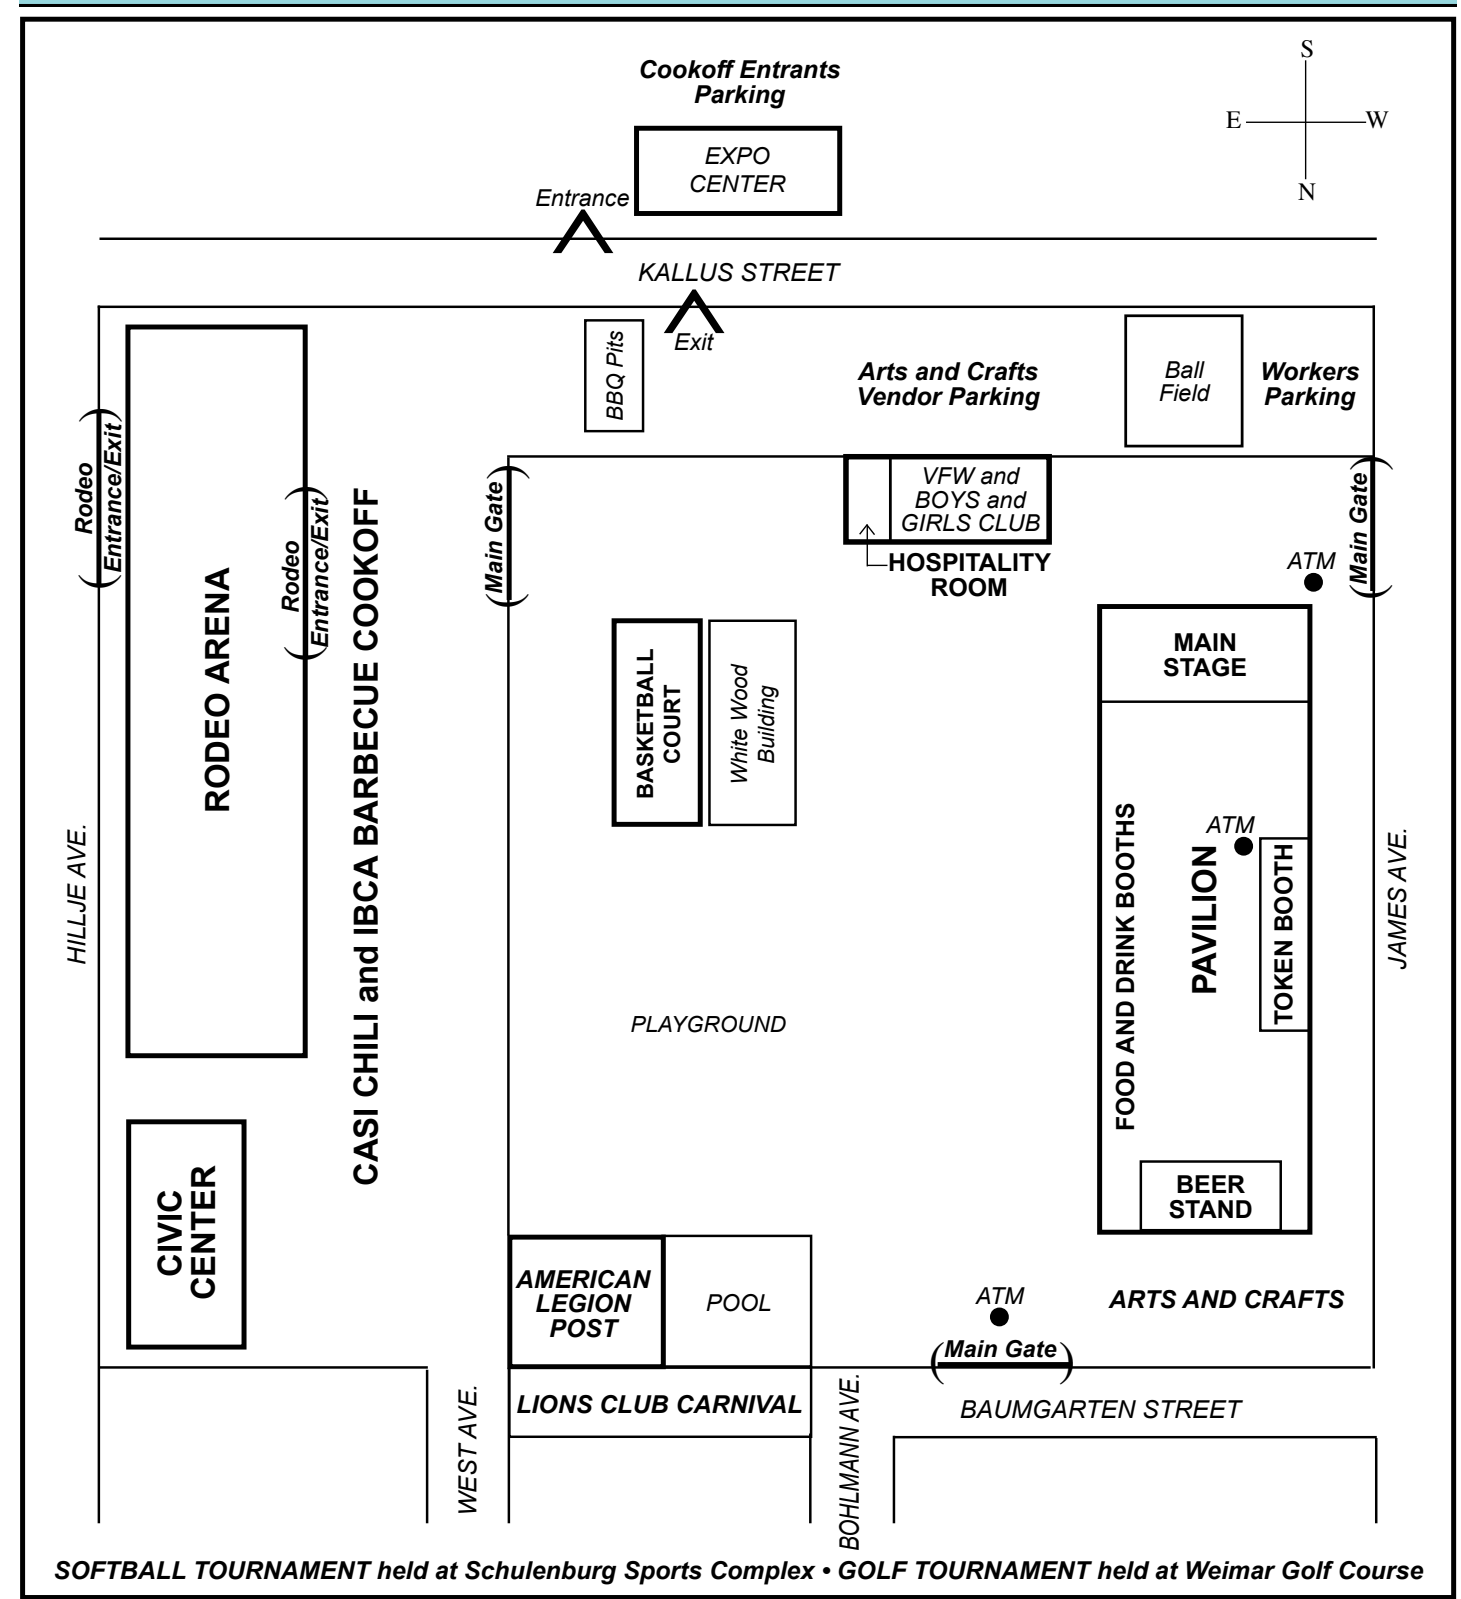 S
E W
N
Cookoff Entrants
Parking
EXPO
CENTER
Entrance
KALLUS STREET
Exit
BBQ Pits
Arts and Crafts
Vendor Parking
Ball
Field
Workers
Parking
Rodeo
Entrance/Exit
Rodeo
Entrance/Exit
RODEO ARENA
CASI CHILI and IBCA BARBECUE COOKOFF
Main Gate
VFW and
BOYS and
GIRLS CLUB
HOSPITALITY
ROOM
ATM
Main Gate
BASKETBALL
COURT
White Wood
Building
MAIN
STAGE
HILLJE AVE.
FOOD AND DRINK BOOTHS
PAVILION
ATM
TOKEN BOOTH
JAMES AVE.
PLAYGROUND
CIVIC
CENTER
BEER
STAND
AMERICAN
LEGION
POST
POOL
ATM
ARTS AND CRAFTS
Main Gate
LIONS CLUB CARNIVAL
WEST AVE.
BOHLMANN AVE.
BAUMGARTEN STREET
SOFTBALL TOURNAMENT held at Schulenburg Sports Complex • GOLF TOURNAMENT held at Weimar Golf Course